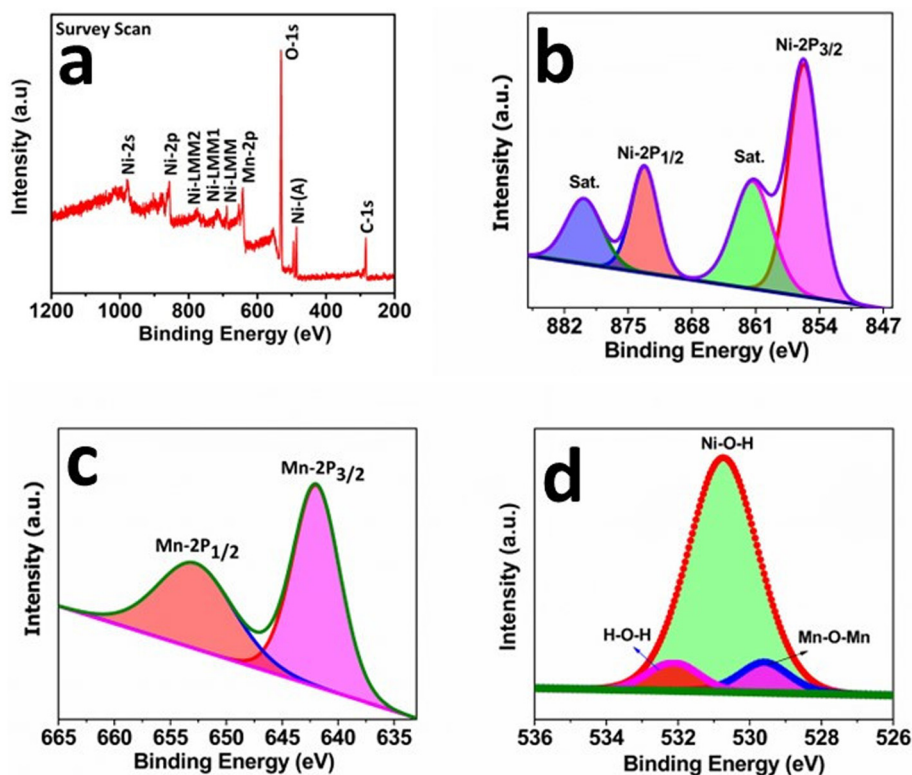 Survey Scan
a
Intensity (a.u)
Ni-2s
Ni-2p
Ni-LMM2
Ni-LMM1
Ni-LMM
Mn-2p
O-1s
Ni-(A)
C-1s
1200 1000 800 600 400 200
Binding Energy (eV)
b
Intensity (a.u.)
Sat.
Ni-2P1/2
Sat.
Ni-2P3/2
882 875 868 861 854 847
Binding Energy (eV)
c
Intensity (a.u.)
Mn-2P1/2
Mn-2P3/2
665 660 655 650 645 640 635
Binding Energy (eV)
d
Intensity (a.u.)
Ni-O-H
H-O-H
Mn-O-Mn
536 534 532 530 528 526
Binding Energy (eV)